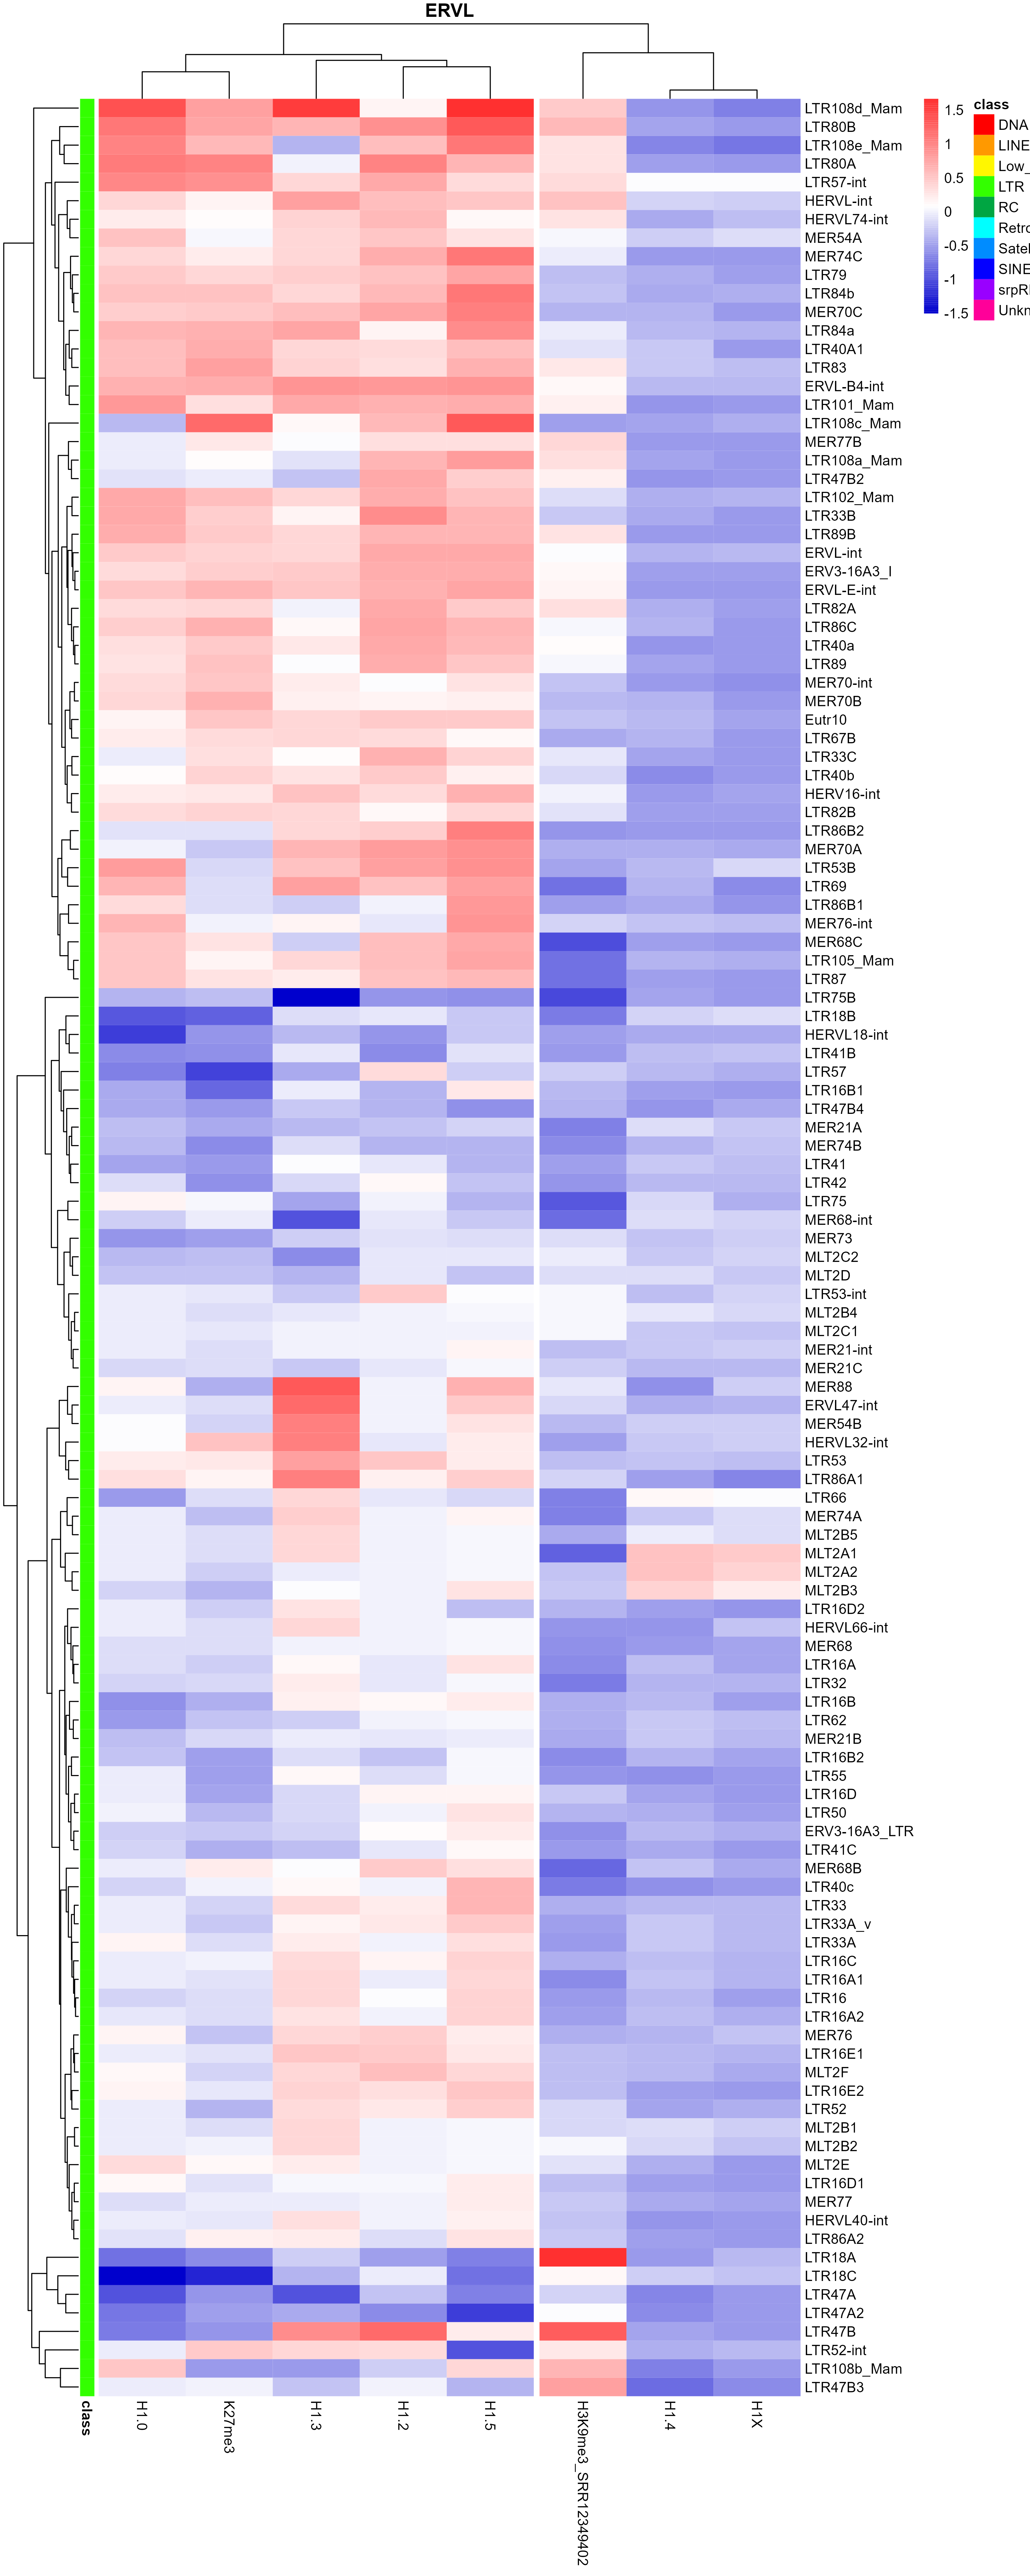 ERVL
LTR108d_Mam
LTR80B
LTR108e_Mam
LTR80A
LTR57-int
HERVL-int
HERVL74-int
MER54A
MER74C
LTR79
LTR84b
MER70C
LTR84a
LTR40A1
LTR83
ERVL-B4-int
LTR101_Mam
LTR108c_Mam
MER77B
LTR108a_Mam
LTR47B2
LTR102_Mam
LTR33B
LTR89B
ERVL-int
ERV3-16A3_I
ERVL-E-int
LTR82A
LTR86C
LTR40a
LTR89
MER70-int
MER70B
Eutr10
LTR67B
LTR33C
LTR40b
HERV16-int
LTR82B
LTR86B2
MER70A
LTR53B
LTR69
LTR86B1
MER76-int
MER68C
LTR105_Mam
LTR87
LTR75B
LTR18B
HERVL18-int
LTR41B
LTR57
LTR16B1
LTR47B4
MER21A
MER74B
LTR41
LTR42
LTR75
MER68-int
MER73
MLT2C2
MLT2D
LTR53-int
MLT2B4
MLT2C1
MER21-int
MER21C
MER88
ERVL47-int
MER54B
HERVL32-int
LTR53
LTR86A1
LTR66
MER74A
MLT2B5
MLT2A1
MLT2A2
MLT2B3
LTR16D2
HERVL66-int
MER68
LTR16A
LTR32
LTR16B
LTR62
MER21B
LTR16B2
LTR55
LTR16D
LTR50
ERV3-16A3_LTR
LTR41C
MER68B
LTR40c
LTR33
LTR33A_v
LTR33A
LTR16C
LTR16A1
LTR16
LTR16A2
MER76
LTR16E1
MLT2F
LTR16E2
LTR52
MLT2B1
MLT2B2
MLT2E
LTR16D1
MER77
HERVL40-int
LTR86A2
LTR18A
LTR18C
LTR47A
LTR47A2
LTR47B
LTR52-int
LTR108b_Mam
LTR47B3
1.5
1
0.5
0
-0.5
-1
-1.5
class
DNA
LINE
Low_
LTR
RC
Retro
Satel
SINE
srpR
Unkn
class
H1.0
K27me3
H1.3
H1.2
H1.5
H3K9me3_SRR12349402
H1.4
H1X